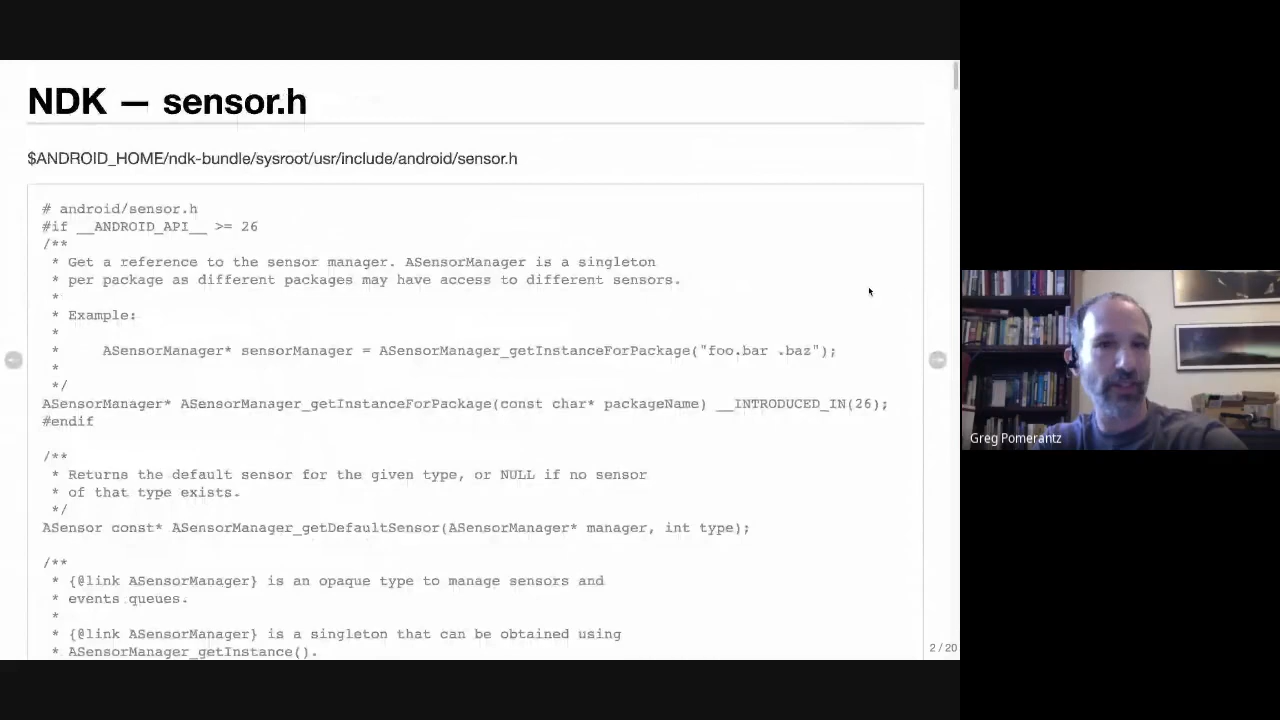 NDK — sensor.h
$ANDROID_HOME/ndk-bundle/sysroot/usr/include/android/sensor.h
# android/sensor.h
#if __ANDROID_API__ >= 26
/**
* Get a reference to the sensor manager. ASensorManager is a singleton
* per package as different packages may have access to different sensors.
*
* Example:
*
*     ASensorManager* sensorManager = ASensorManager_getInstanceForPackage("foo.bar .baz");
*
*/
ASensorManager* ASensorManager_getInstanceForPackage(const char* packageName) __INTRODUCED_IN(26);
#endif
/**
* Returns the default sensor for the given type, or NULL if no sensor
* of that type exists.
*/
ASensor const* ASensorManager_getDefaultSensor(ASensorManager* manager, int type);
/**
* {@link ASensorManager} is an opaque type to manage sensors and
* events queues.
*
* {@link ASensorManager} is a singleton that can be obtained using
* ASensorManager_getInstance().
2 / 20
Greg Pomerantz